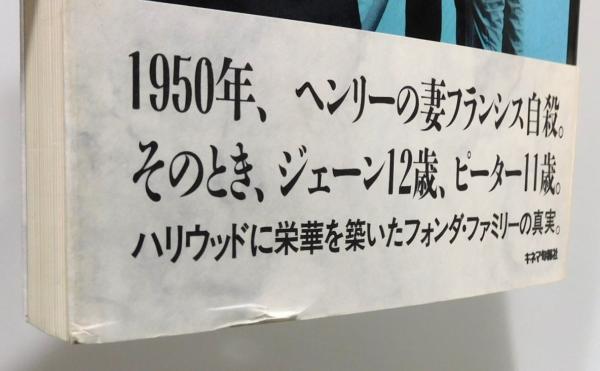 1950年、ヘンリーの妻フランシス自殺。
そのとき、ジェーン12歳、ピーター11歳。
ハリウッドに栄華を築いたフォンダ・ファミリーの真実。
キネマ旬報社